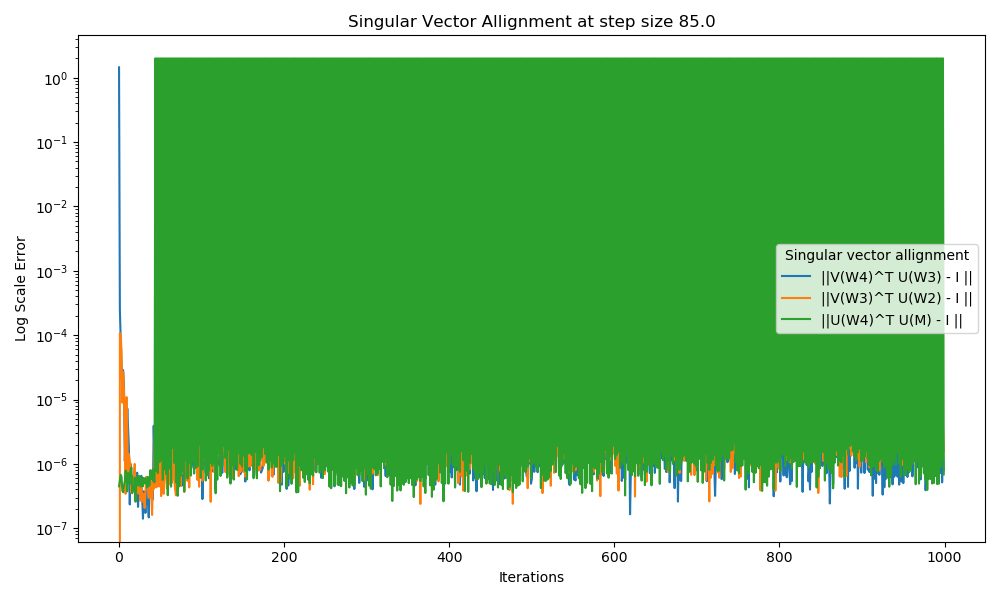 Singular Vector Allignment at step size 85.0
Log Scale Error
10^0
10^-1
10^-2
10^-3
10^-4
10^-5
10^-6
10^-7
Singular vector allignment
||V(W4)^T U(W3) - I ||
||V(W3)^T U(W2) - I ||
||U(W4)^T U(M) - I ||
0 200 400 600 800 1000
Iterations